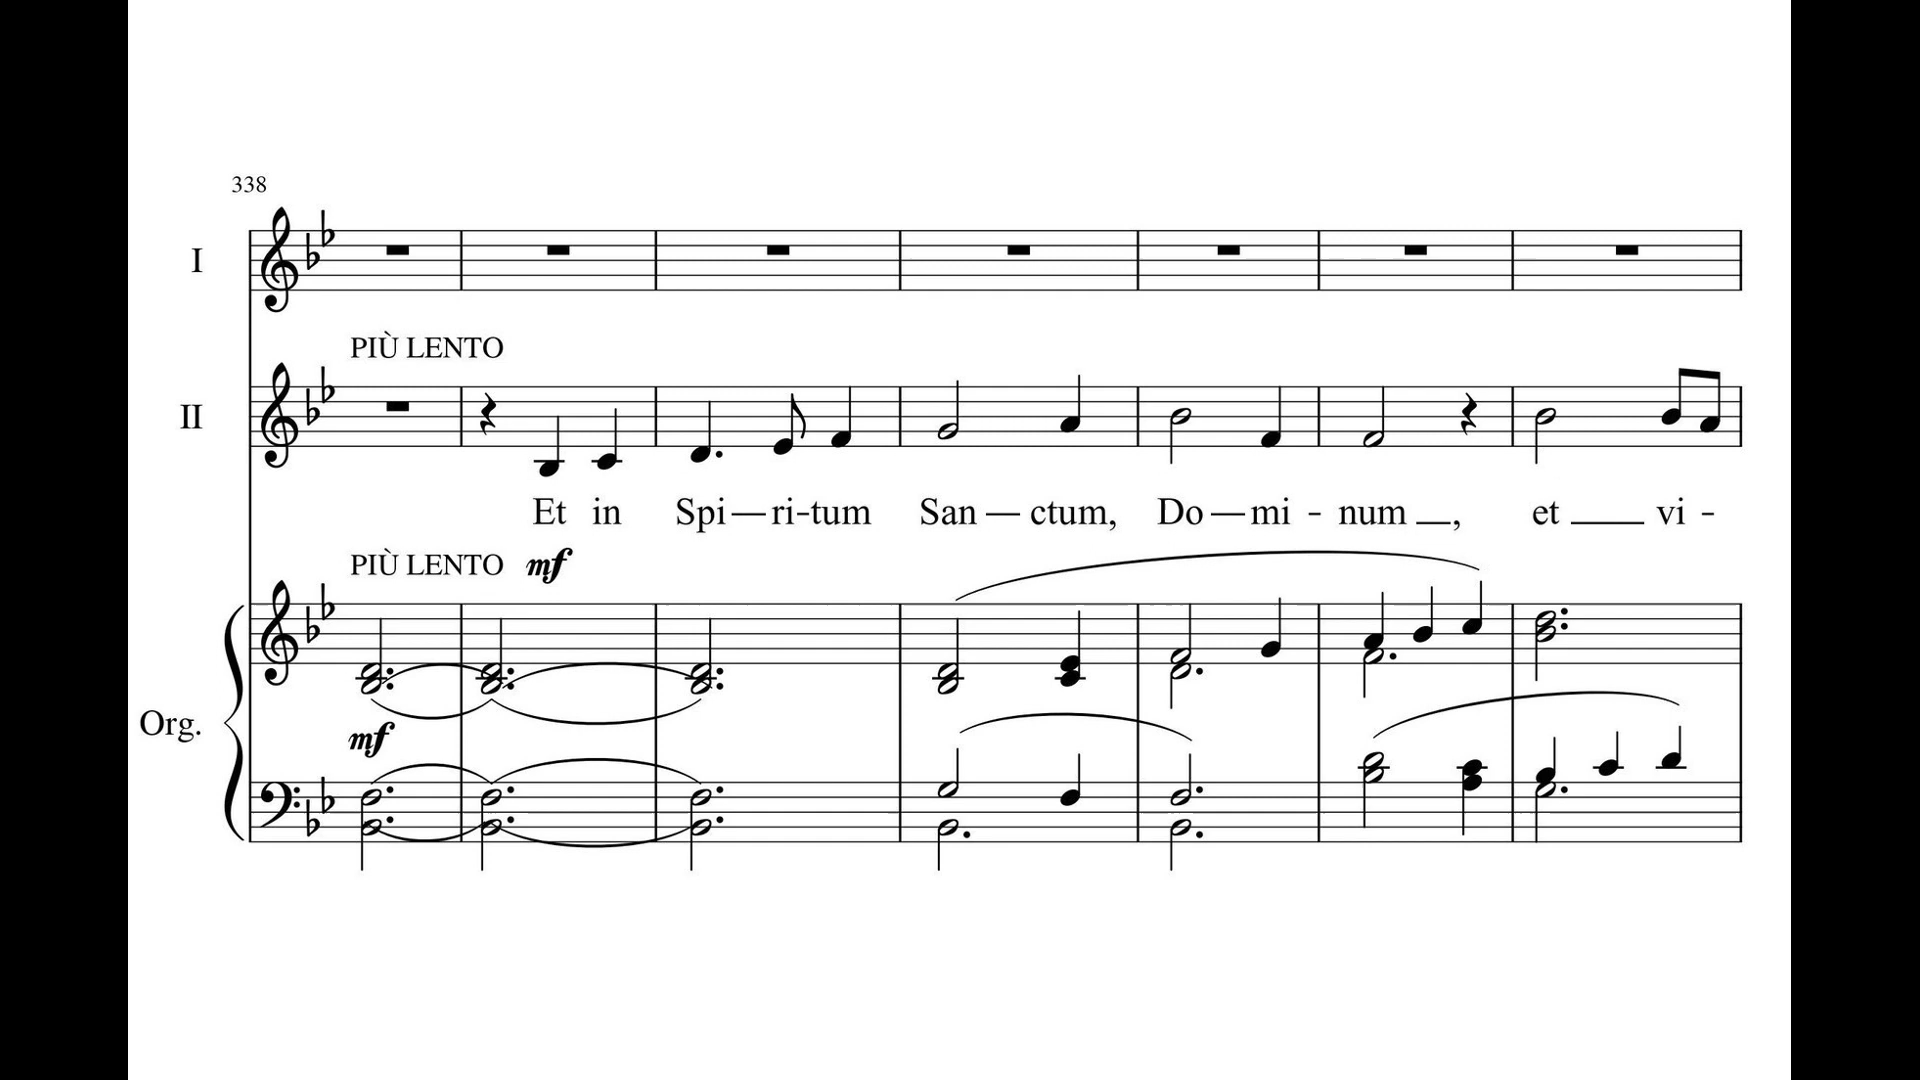 338
I
PIÙ LENTO
II
Et in Spi—ri-tum San — ctum, Do—mi - num —, et — vi -
PIÙ LENTO mf
Org.
mf